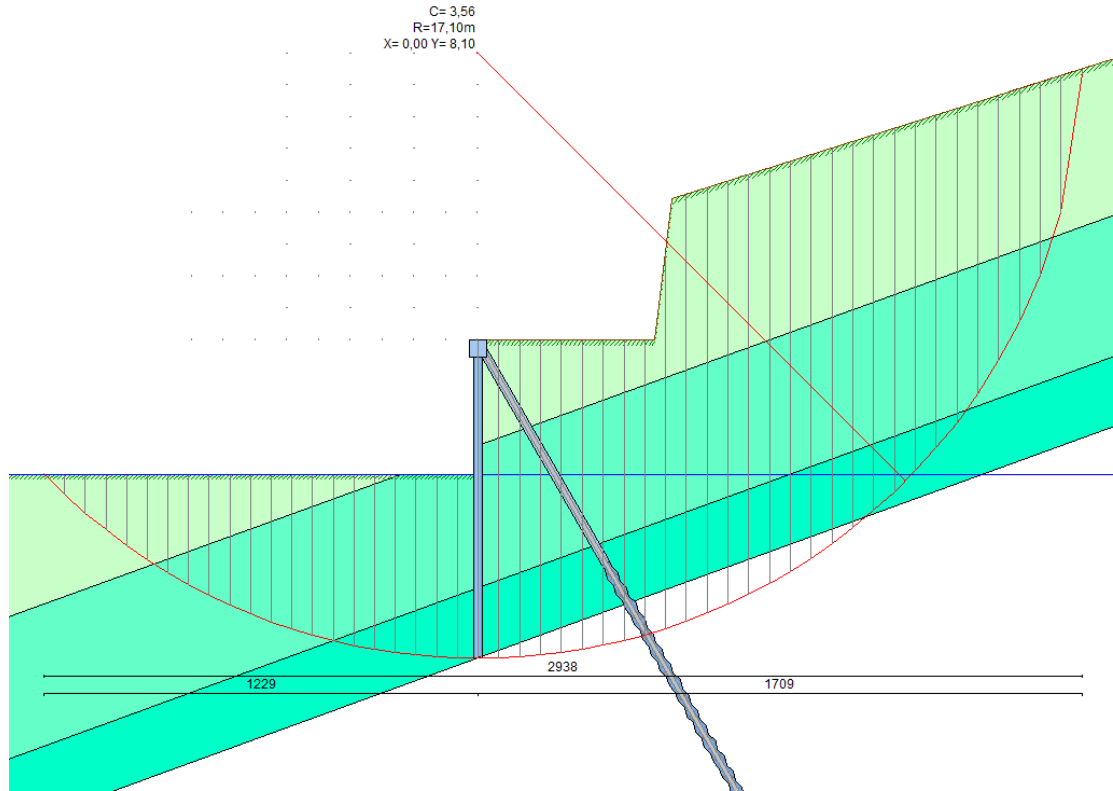 C= 3,56
R=17,10m
X= 0,00 Y= 8,10
2938
1229
1709